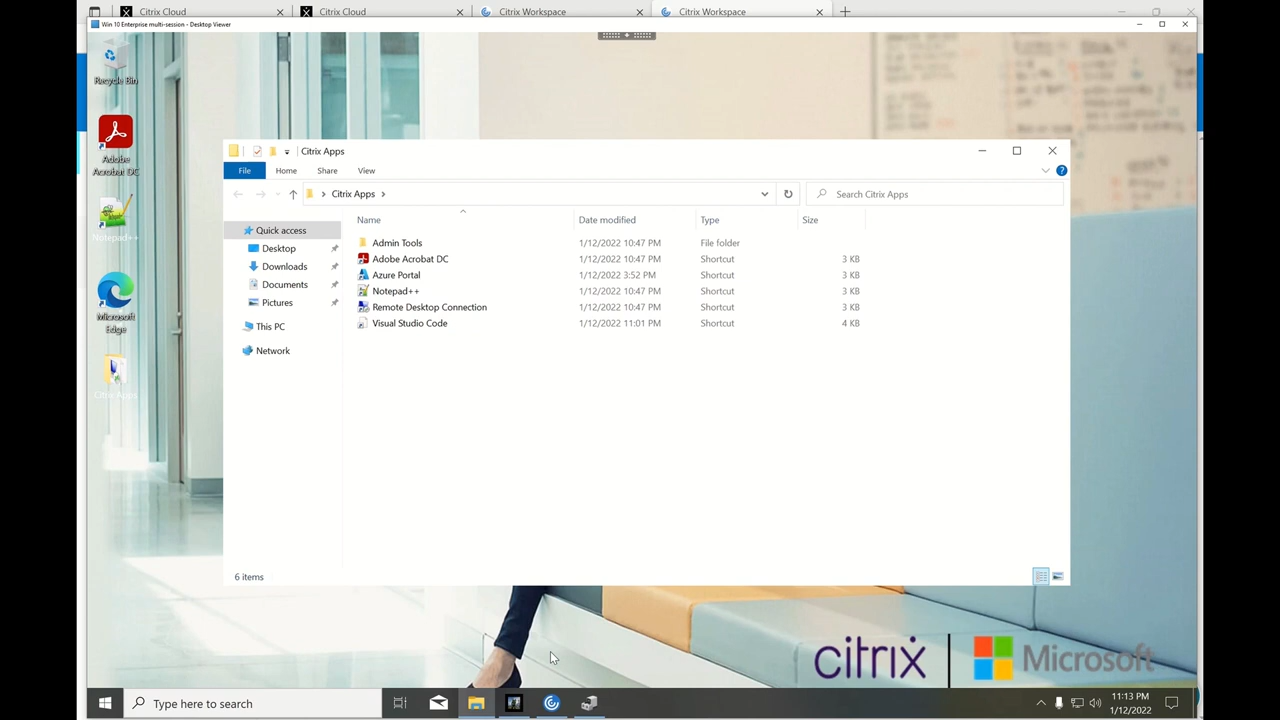 Citrix Cloud
Citrix Cloud
Citrix Workspace
Citrix Workspace
Win 10 Enterprise multi-session - Desktop Viewer
Recycle Bin
Adobe
Acrobat DC
Notepad++
Microsoft
Edge
Citrix Apps
Citrix Apps
File
Home
Share
View
Citrix Apps
Search Citrix Apps
Name
Date modified
Type
Size
Quick access
Desktop
Downloads
Documents
Pictures
This PC
Network
Admin Tools 1/12/2022 10:47 PM File folder
Adobe Acrobat DC 1/12/2022 10:47 PM Shortcut 3 KB
Azure Portal 1/12/2022 3:52 PM Shortcut 3 KB
Notepad++ 1/12/2022 10:47 PM Shortcut 3 KB
Remote Desktop Connection 1/12/2022 10:47 PM Shortcut 3 KB
Visual Studio Code 1/12/2022 11:01 PM Shortcut 4 KB
6 items
citrix
Microsoft
Type here to search
11:13 PM
1/12/2022